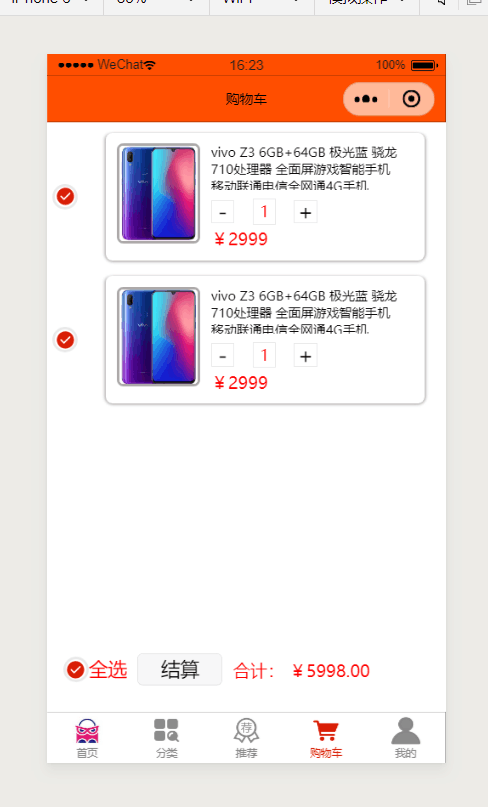 WeChat 16:23 100%
购物车
vivo Z3 6GB+64GB 极光蓝 骁龙
710处理器 全面屏游戏智能手机
移动联通电信全网通4G手机
- 1 +
¥2999
vivo Z3 6GB+64GB 极光蓝 骁龙
710处理器 全面屏游戏智能手机
移动联通电信全网通4G手机
- 1 +
¥2999
全选 结算 合计： ¥5998.00
荐
首页 分类 推荐 购物车 我的